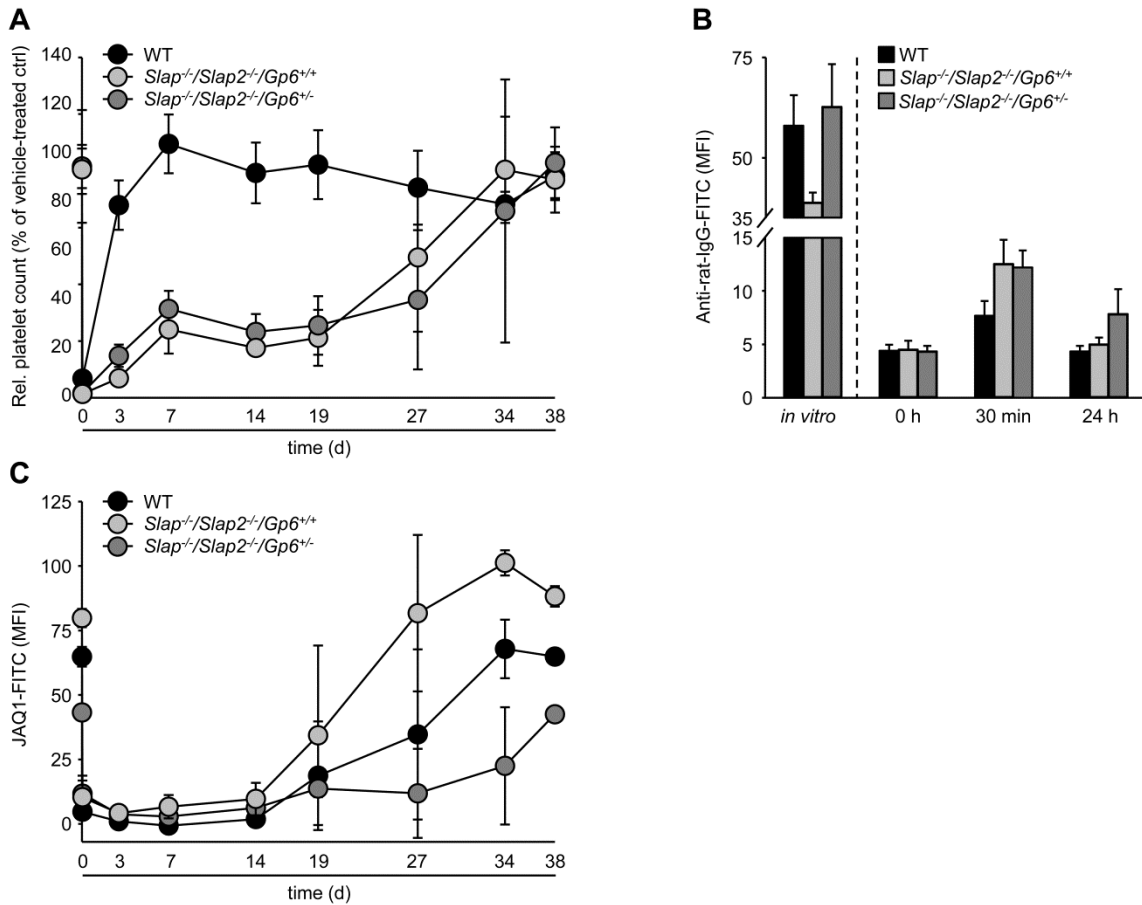 A
Rel. platelet count (% of vehicle-treated ctrl)
140
120
100
80
60
40
20
0
WT
Slap-/-/Slap2-/-/Gp6+/+
Slap-/-/Slap2-/-/Gp6+/-
0 3 7 14 19 27 34 38
time (d)
B
Anti-rat-IgG-FITC (MFI)
75
50
35
15
10
5
0
WT
Slap-/-/Slap2-/-/Gp6+/+
Slap-/-/Slap2-/-/Gp6+/-
in vitro 0 h 30 min 24 h
C
JAQ1-FITC (MFI)
125
100
75
50
25
0
WT
Slap-/-/Slap2-/-/Gp6+/+
Slap-/-/Slap2-/-/Gp6+/-
0 3 7 14 19 27 34 38
time (d)